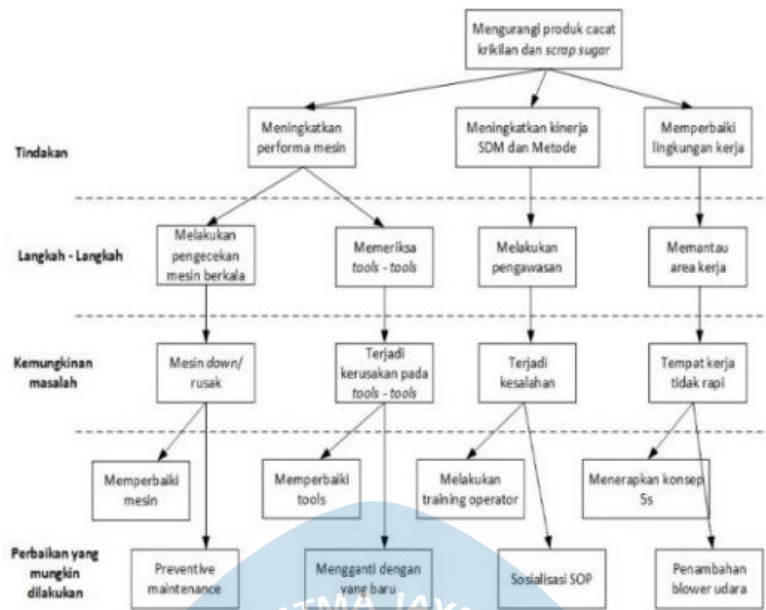 Mengurangi produk cacat
krikilan dan scrap sugar
Tindakan
Meningkatkan
performa mesin
Meningkatkan kinerja
SDM dan Metode
Memperbaiki
lingkungan kerja
Langkah - Langkah
Melakukan
pengecekan
mesin berkala
Memeriksa
tools - tools
Melakukan
pengawasan
Memantau
area kerja
Kemungkinan
masalah
Mesin down/
rusak
Terjadi
kerusakan pada
tools - tools
Terjadi
kesalahan
Tempat kerja
tidak rapi
Memperbaiki
mesin
Memperbaiki
tools
Melakukan
training operator
Menerapkan konsep
5s
Perbaikan yang
mungkin
dilakukan
Preventive
maintenance
Mengganti dengan
yang baru
Sosialisasi SOP
Penambahan
blower udara
ATMA JAYA